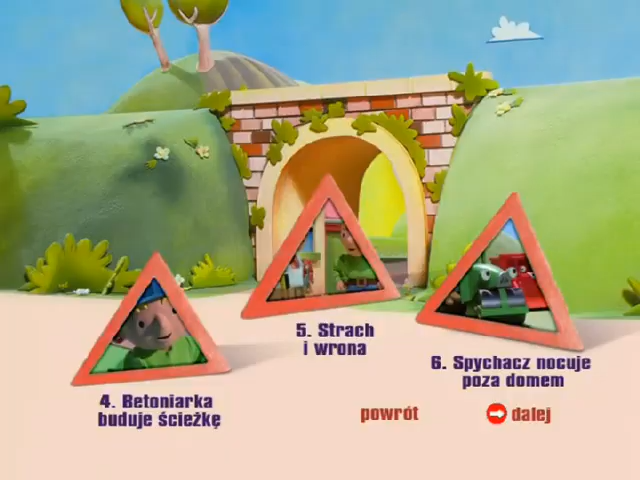 4. Betoniarka
buduje ścieżkę
5. Strach
i wrona
6. Spychacz nocuje
poza domem
powrót
dalej